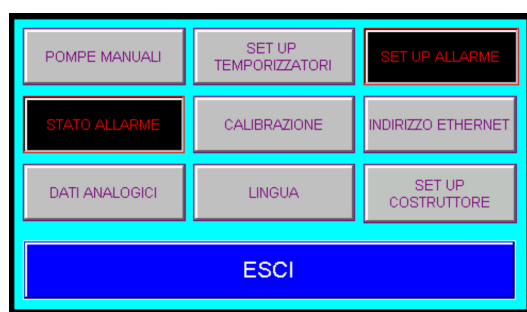 POMPE MANUALI
SET UP
TEMPORIZZATORI
SET UP ALLARME
STATO ALLARME
CALIBRAZIONE
INDIRIZZO ETHERNET
DATI ANALOGICI
LINGUA
SET UP
COSTRUTTORE
ESCI